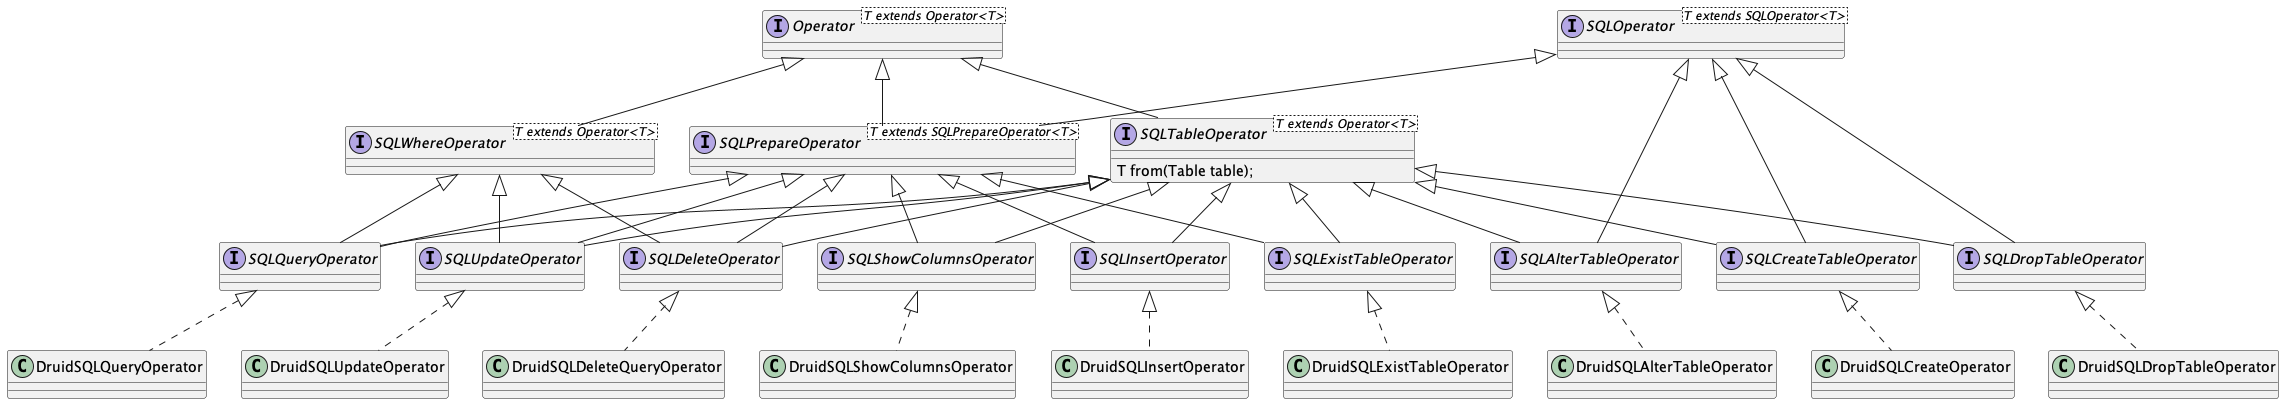 I Operator T extends Operator<T>
I SQLOperator T extends SQLOperator<T>
I SQLWhereOperator T extends Operator<T>
I SQLPrepareOperator T extends SQLPrepareOperator<T>
I SQLTableOperator T extends Operator<T>
T from(Table table);
I SQLQueryOperator
I SQLUpdateOperator
I SQLDeleteOperator
I SQLShowColumnsOperator
I SQLInsertOperator
I SQLExistTableOperator
I SQLAlterTableOperator
I SQLCreateTableOperator
I SQLDropTableOperator
C DruidSQLQueryOperator
C DruidSQLUpdateOperator
C DruidSQLDeleteQueryOperator
C DruidSQLShowColumnsOperator
C DruidSQLInsertOperator
C DruidSQLExistTableOperator
C DruidSQLAlterTableOperator
C DruidSQLCreateOperator
C DruidSQLDropTableOperator